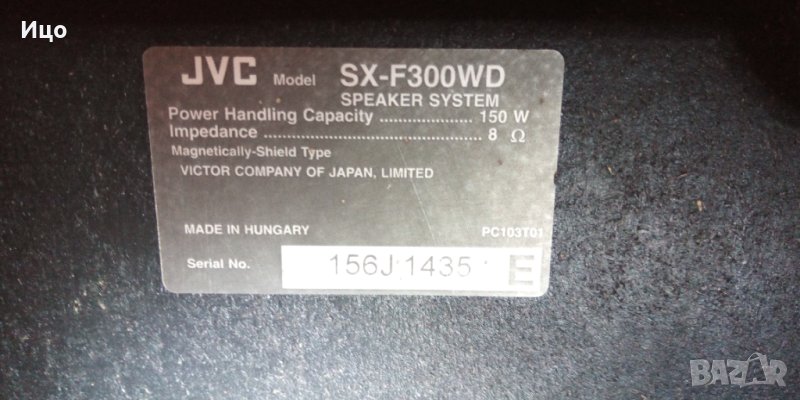 Ицо
JVC Model SX-F300WD
SPEAKER SYSTEM
Power Handling Capacity ................... 150 W
Impedance ............................................. 8 Ω
Magnetically-Shield Type
VICTOR COMPANY OF JAPAN, LIMITED
MADE IN HUNGARY PC103T01
Serial No. 156J 1435 E
BAZAR